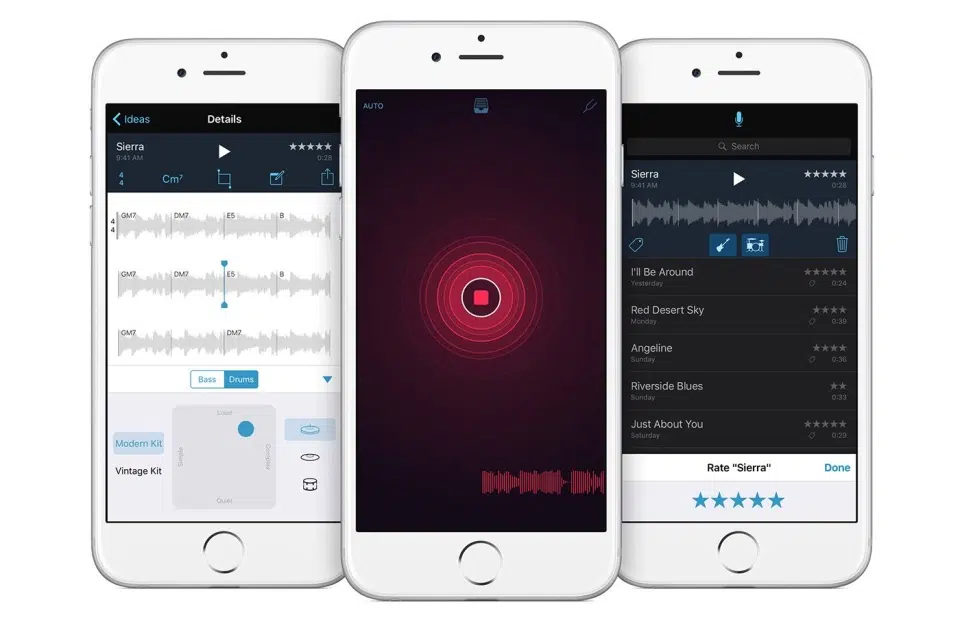 Ideas
Details
Sierra
9:41 AM
0:28
4
4
Cm7
4
4
GM7 DM7 E5 B
GM7 DM7 E5 B
GM7 DM7
Bass Drums
Modern Kit
Vintage Kit
Loud
Simple
Complex
Quiet
AUTO
Search
Sierra
9:41 AM
0:28
I'll Be Around
Yesterday
0:24
Red Desert Sky
Monday
0:39
Angeline
Sunday
0:36
Riverside Blues
Sunday
0:33
Just About You
Saturday
0:29
Rate "Sierra"
Done